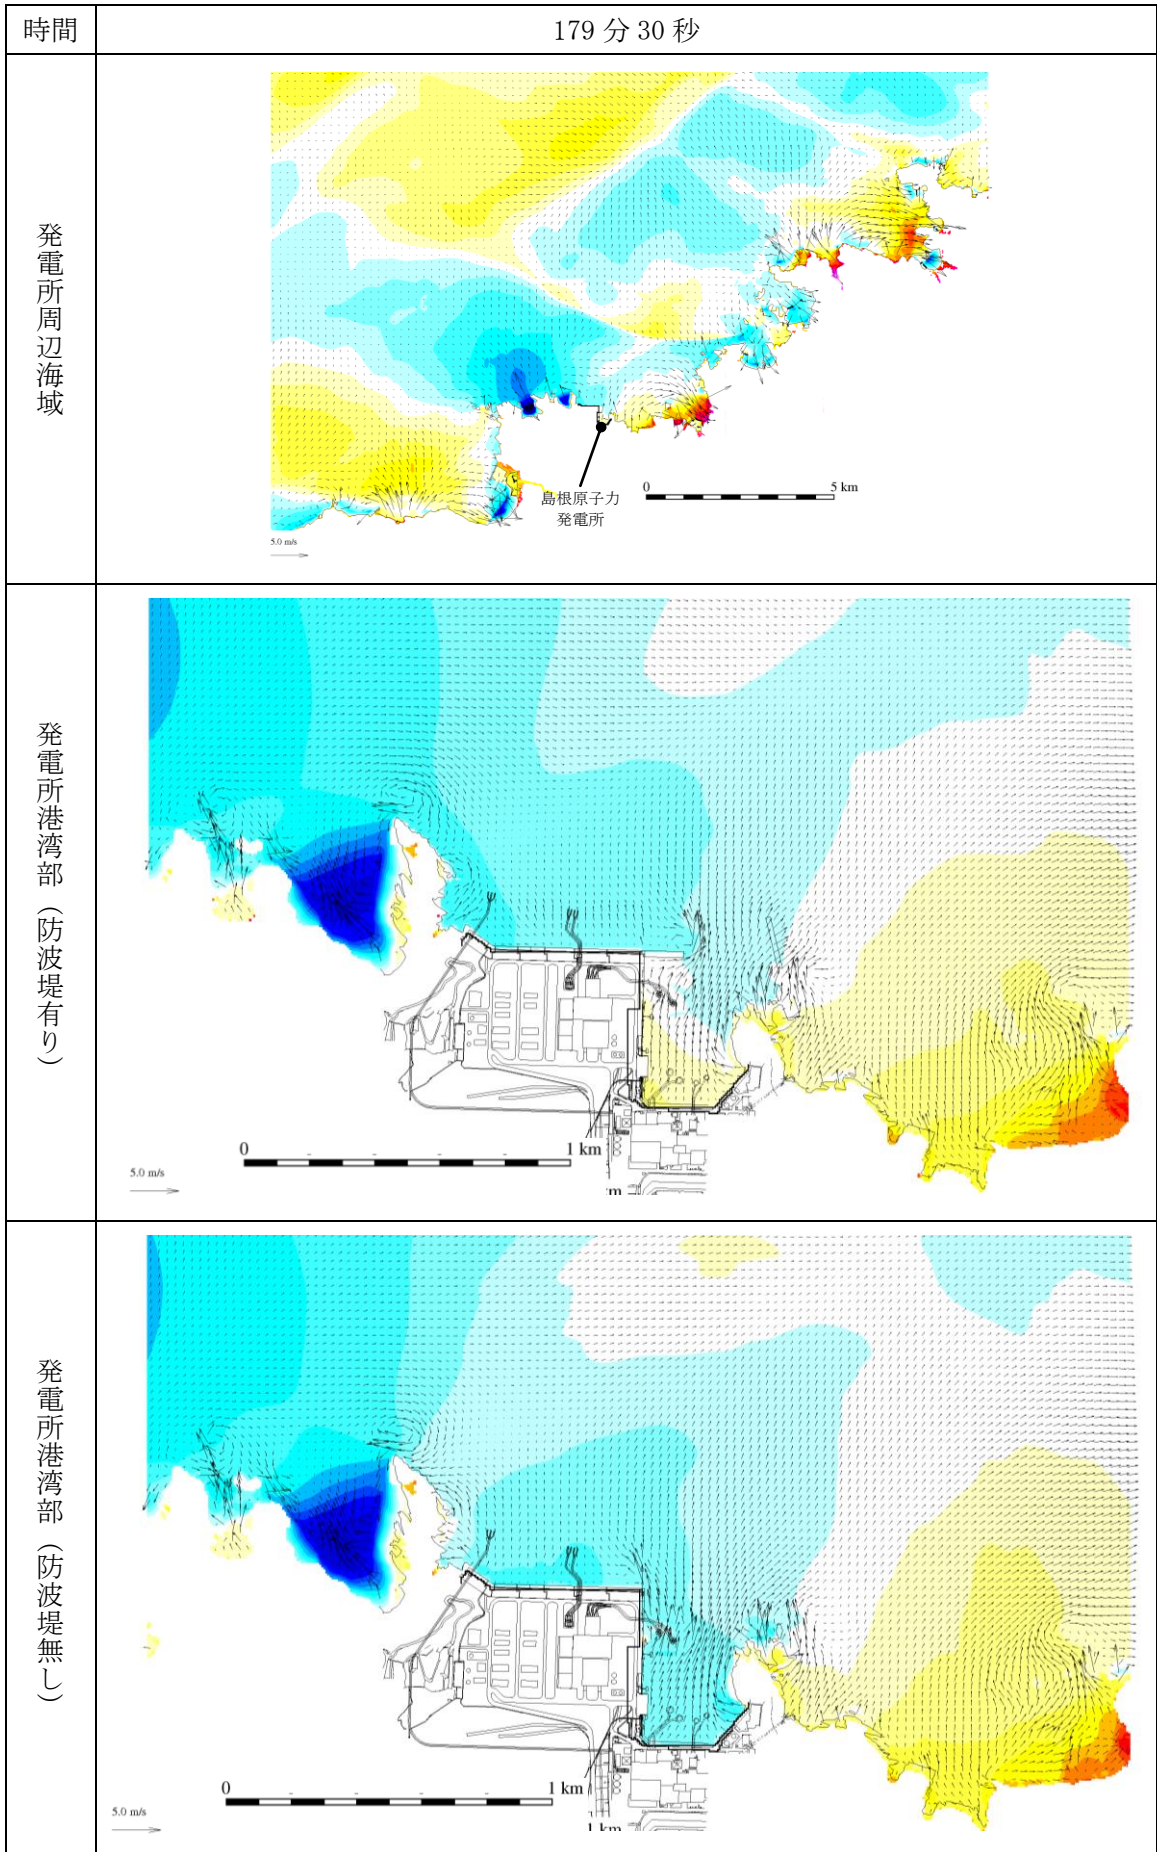 時間
179 分 30 秒
発電所周辺海域
島根原子力
発電所
0
5 km
5.0 m/s
発電所港湾部（防波堤有り）
0
1 km
5.0 m/s
m
発電所港湾部（防波堤無し）
0
1 km
5.0 m/s
1 km